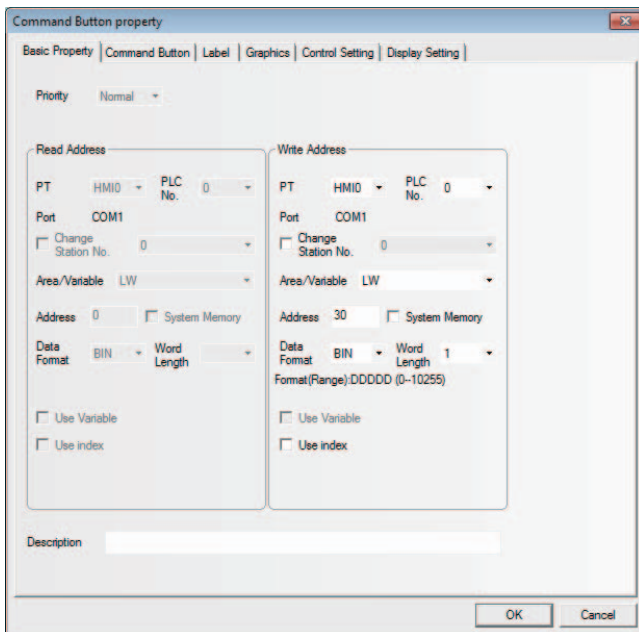 Command Button property
Basic Property Command Button Label Graphics Control Setting Display Setting
Priority Normal
Read Address
PT HMI0 PLC No. 0
Port COM1
Change Station No. 0
Area/Variable LW
Address 0 System Memory
Data Format BIN Word Length
Use Variable
Use index
Write Address
PT HMI0 PLC No. 0
Port COM1
Change Station No. 0
Area/Variable LW
Address 30 System Memory
Data Format BIN Word Length 1
Format(Range):DDDDD (0--10255)
Use Variable
Use index
Description
OK Cancel